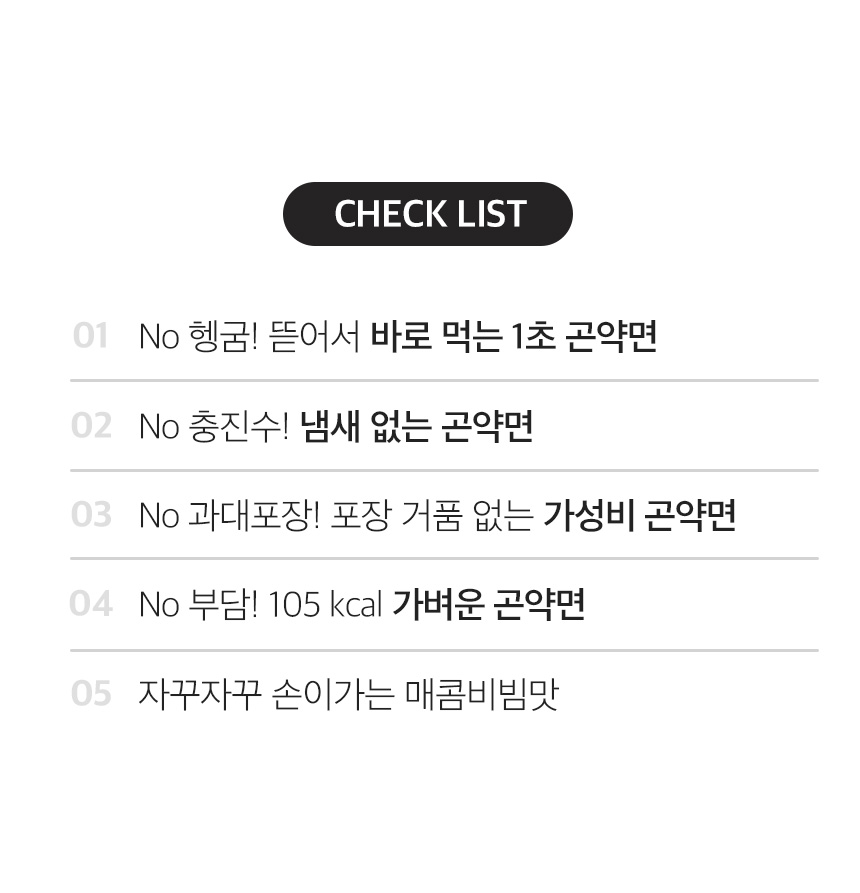 CHECK LIST
01 No 헹굼! 뜯어서 바로 먹는 1초 곤약면
02 No 충진수! 냄새 없는 곤약면
03 No 과대포장! 포장 거품 없는 가성비 곤약면
04 No 부담! 105 kcal 가벼운 곤약면
05 자꾸자꾸 손이가는 매콤비빔맛